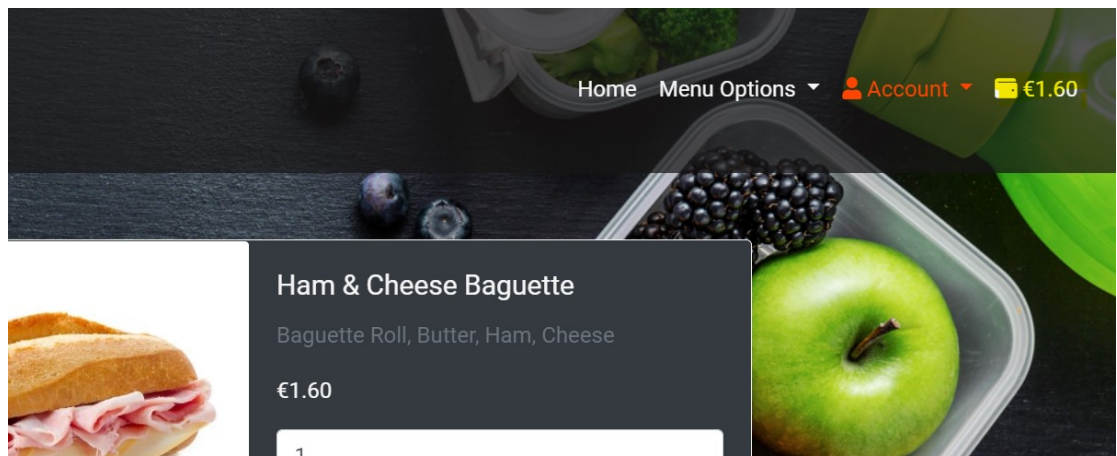 Home Menu Options Account €1.60
Ham & Cheese Baguette
Baguette Roll, Butter, Ham, Cheese
€1.60
1